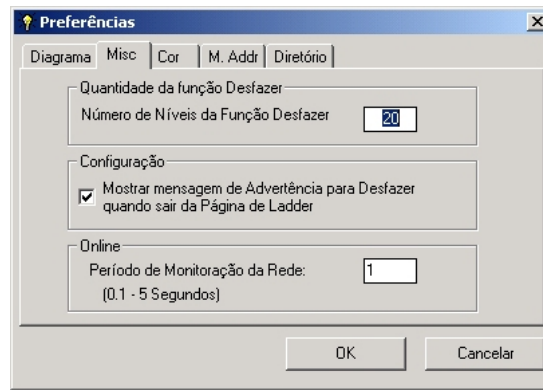 Preferências
Diagrama Misc Cor M. Addr Diretório
Quantidade da função Desfazer
Número de Níveis da Função Desfazer 20
Configuração
Mostrar mensagem de Advertência para Desfazer
quando sair da Página de Ladder
Online
Período de Monitoração da Rede: 1
(0.1 - 5 Segundos)
OK Cancelar